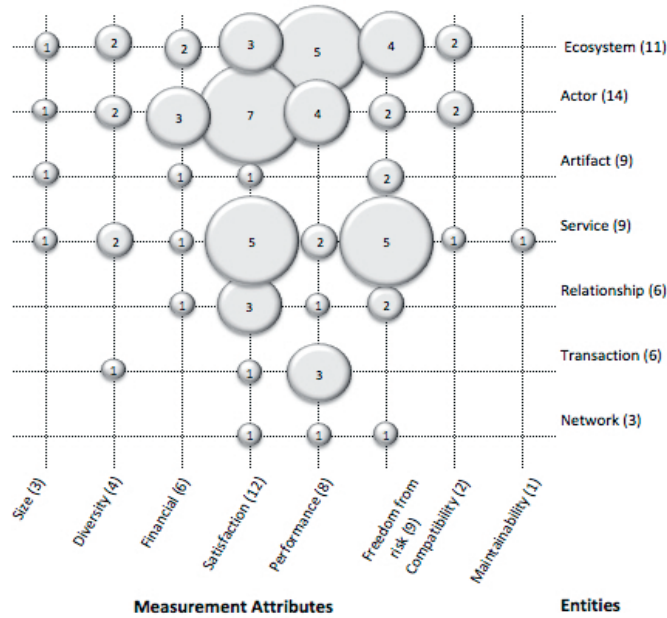 1 2 2 3 5 4 2 Ecosystem (11)
1 2 3 7 4 2 2 Actor (14)
1 1 1 2 Artifact (9)
1 2 1 5 2 5 1 1 Service (9)
1 3 1 2 Relationship (6)
1 1 3 Transaction (6)
1 1 1 Network (3)
Size (3)
Diversity (4)
Financial (6)
Satisfaction (12)
Performance (8)
Freedom from
risk (9)
Compatibility (2)
Maintainability (1)
Measurement Attributes
Entities